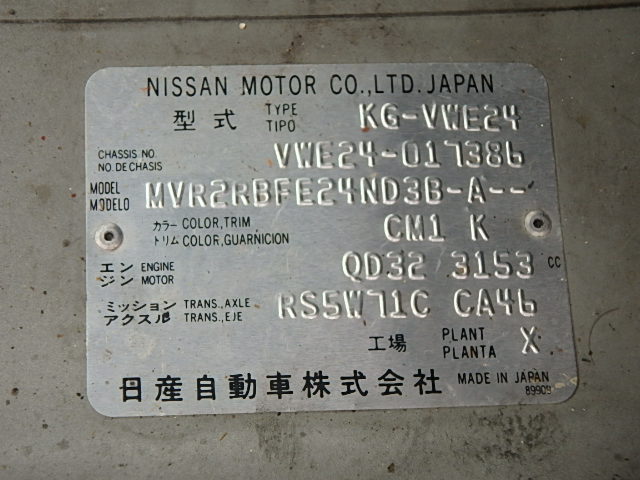 NISSAN MOTOR CO.,LTD. JAPAN
型式 TYPE TIPO KG-VWE24
CHASSIS NO. NO. DE CHASIS VWE24-017386
MODEL MODELO MVR2RBFE24ND3B-A--
カラー COLOR, TRIM トリム COLOR, GUARNICION CM1 K
エンジン ENGINE MOTOR QD32 3153 CC
ミッション TRANS., AXLE アクスル TRANS., EJE RS5W71C CA46
工場 PLANT PLANTA X
日産自動車株式会社 MADE IN JAPAN
89909